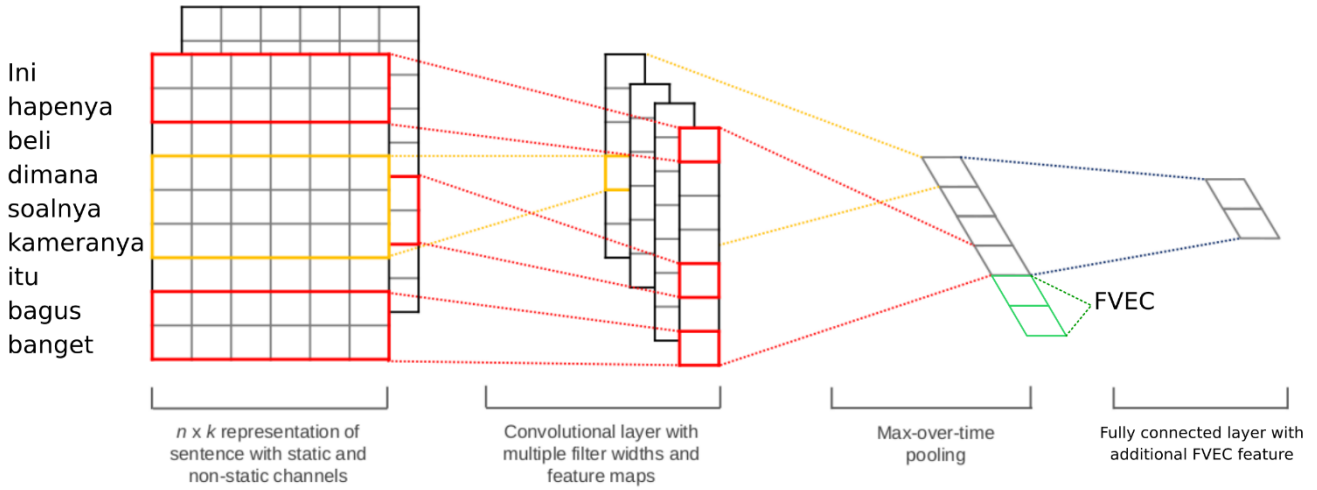 Ini
hapenya
beli
dimana
soalnya
kameranya
itu
bagus
banget
FVEC
n x k representation of
sentence with static and
non-static channels
Convolutional layer with
multiple filter widths and
feature maps
Max-over-time
pooling
Fully connected layer with
additional FVEC feature